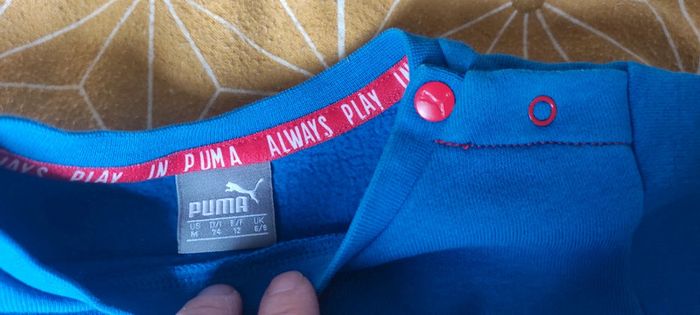 S PLAY IN PUMA ALWAYS PLAY IN
PUMA
US D/I E/F UK
M 74 12 6/9